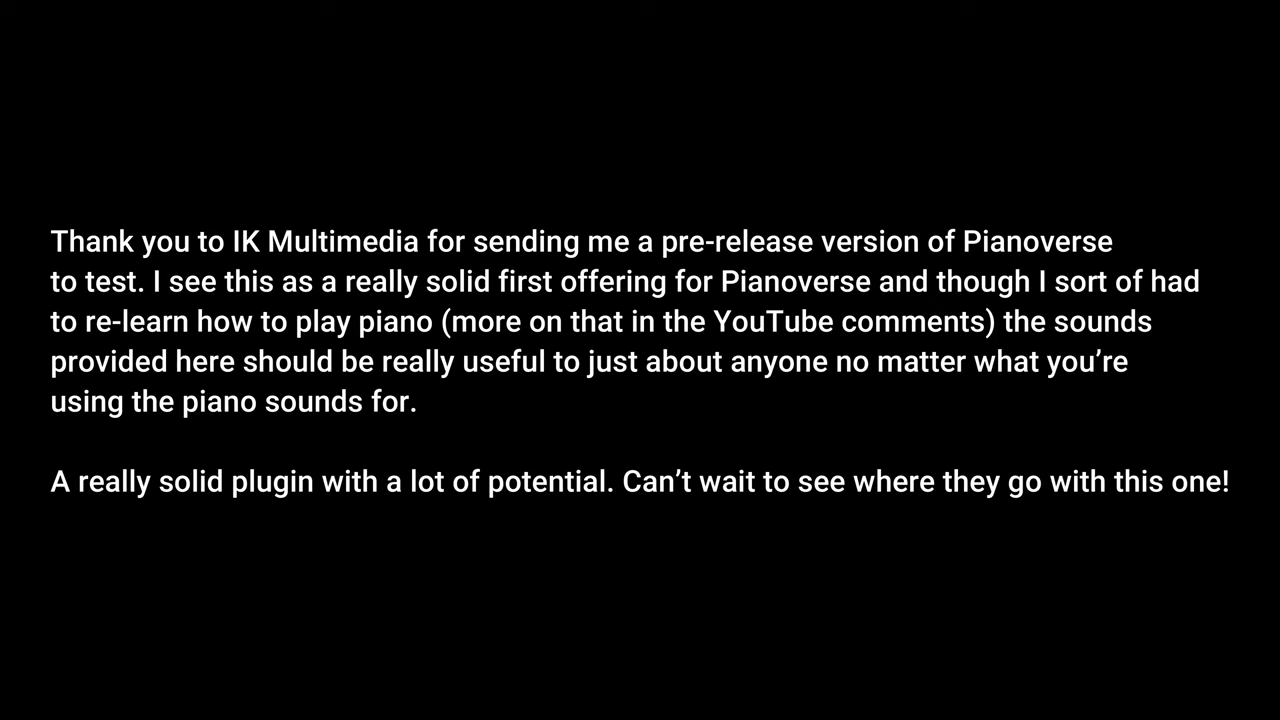 Thank you to IK Multimedia for sending me a pre-release version of Pianoverse
to test. I see this as a really solid first offering for Pianoverse and though I sort of had
to re-learn how to play piano (more on that in the YouTube comments) the sounds
provided here should be really useful to just about anyone no matter what you’re
using the piano sounds for.
A really solid plugin with a lot of potential. Can’t wait to see where they go with this one!